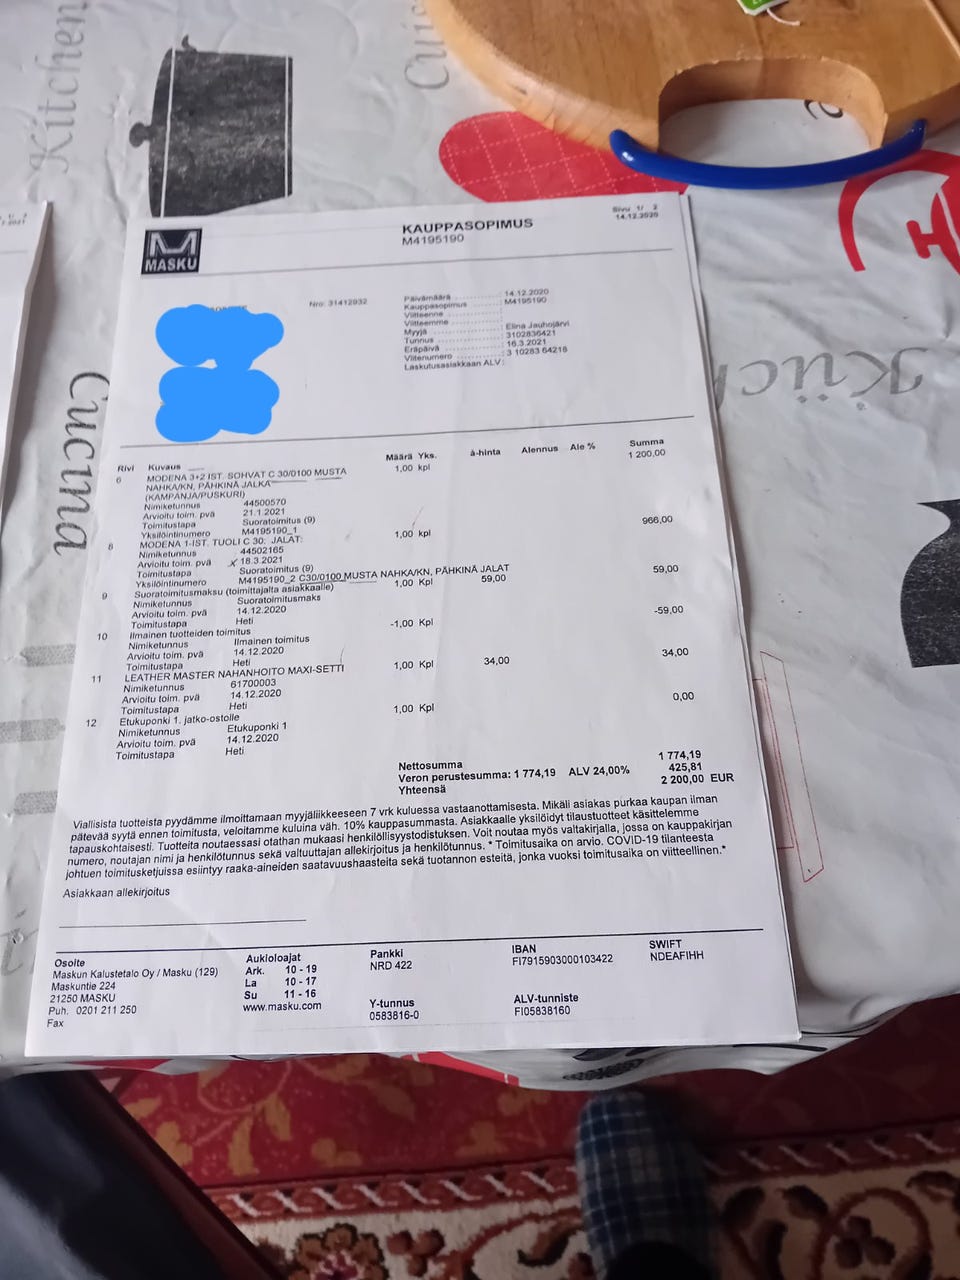 Kitchen
Cuis
Sivu 1/ 2
14.12.2020
KAUPPASOPIMUS
M4195190
MASKU
Nro: 31412932
Päivämäärä 14.12.2020
Kauppasopimus M4195190
Viitteenne
Viitteemme
Myyjä Elina Jauhojärvi
Tunnus 3102836421
Eräpäivä 16.3.2021
Viitenumero 3 10283 64218
Laskutusasiakkaan ALV:
Küch
Cucina
Rivi Kuvaus Määrä Yks. à-hinta Alennus Ale % Summa
6 MODENA 3+2 IST. SOHVAT C 30/0100 MUSTA 1,00 kpl 1 200,00
NAHKA/KN, PÄHKINÄ JALKA
(KAMPANJA/PUSKURI)
Nimiketunnus 44500570
Arvioitu toim. pvä 21.1.2021
Toimitustapa Suoratoimitus (9)
Yksilöintinumero M4195190_1
8 MODENA 1-IST. TUOLI C 30: JALAT: 1,00 kpl 966,00
Nimiketunnus 44502165
Arvioitu toim. pvä x 18.3.2021
Toimitustapa Suoratoimitus (9)
Yksilöintinumero M4195190_2 C30/0100 MUSTA NAHKA/KN, PÄHKINÄ JALAT
9 Suoratoimitusmaksu (toimittajalta asiakkaalle) 1,00 Kpl 59,00 59,00
Nimiketunnus Suoratoimitusmaks
Arvioitu toim. pvä 14.12.2020
Toimitustapa Heti
10 Ilmainen tuotteiden toimitus -1,00 Kpl -59,00
Nimiketunnus Ilmainen toimitus
Arvioitu toim. pvä 14.12.2020
Toimitustapa Heti
11 LEATHER MASTER NAHANHOITO MAXI-SETTI 1,00 Kpl 34,00 34,00
Nimiketunnus 61700003
Arvioitu toim. pvä 14.12.2020
Toimitustapa Heti
12 Etukuponki 1. jatko-ostolle 1,00 Kpl 0,00
Nimiketunnus Etukuponki 1
Arvioitu toim. pvä 14.12.2020
Toimitustapa Heti
Nettosumma 1 774,19
Veron perustesumma: 1 774,19 ALV 24,00% 425,81
Yhteensä 2 200,00 EUR
Viallisista tuotteista pyydämme ilmoittamaan myyjäliikkeeseen 7 vrk kuluessa vastaanottamisesta. Mikäli asiakas purkaa kaupan ilman
pätevää syytä ennen toimitusta, veloitamme kuluina väh. 10% kauppasummasta. Asiakkaalle yksilöidyt tilaustuotteet käsittelemme
tapauskohtaisesti. Tuotteita noutaessasi otathan mukaasi henkilöllisyystodistuksen. Voit noutaa myös valtakirjalla, jossa on kauppakirjan
numero, noutajan nimi ja henkilötunnus sekä valtuuttajan allekirjoitus ja henkilötunnus. * Tolmitusaika on arvio. COVID-19 tilanteesta
johtuen toimitusketjuissa esiintyy raaka-aineiden saatavuushaasteita sekä tuotannon esteitä, jonka vuoksi toimitusaika on viitteellinen.*
Asiakkaan allekirjoitus
Osoite Aukioloajat Pankki IBAN SWIFT
Maskun Kalustetalo Oy / Masku (129) Ark. 10 - 19 NRD 422 FI7915903000103422 NDEAFIHH
Maskuntie 224 La 10 - 17
21250 MASKU Su 11 - 16 Y-tunnus ALV-tunniste
Puh. 0201 211 250 www.masku.com 0583816-0 FI05838160
Fax